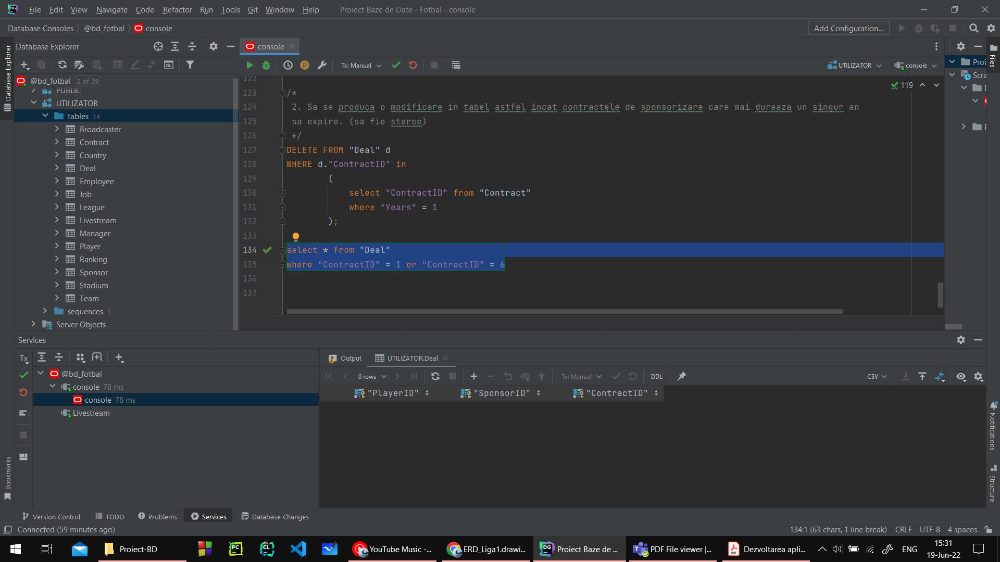 File Edit View Navigate Code Refactor Run Tools Git Window Help Proiect Baze de Date - Fotbal - console
Database Consoles @bd_fotbal console Add Configuration...
Database Explorer
console
Tx: Manual
UTILIZATOR console
@bd_fotbal 2 of 39
PUBLIC
UTILIZATOR
tables 14
Broadcaster
Contract
Country
Deal
Employee
Job
League
Livestream
Manager
Player
Ranking
Sponsor
Stadium
Team
sequences 1
Server Objects
119
122
123 /*
124 2. Sa se produca o modificare in tabel astfel incat contractele de sponsorizare care mai dureaza un singur an
125 sa expire. (sa fie sterse)
126 */
127 DELETE FROM "Deal" d
128 WHERE d."ContractID" in
129 (
130 select "ContractID" from "Contract"
131 where "Years" = 1
132 );
133
134 select * from "Deal"
135 where "ContractID" = 1 or "ContractID" = 6
136
137
Proi
Scra
Database Explorer
Files
Services
Tx
@bd_fotbal
console 78 ms
console 78 ms
Livestream
Output UTILIZATOR.Deal
0 rows Tx: Manual DDL CSV
"PlayerID" "SponsorID" "ContractID"
Bookmarks
Notifications
Structure
Version Control TODO Problems Services Database Changes
Connected (59 minutes ago) 134:1 (63 chars, 1 line break) CRLF UTF-8 4 spaces
Proiect-BD YouTube Music -... ERD_Liga1.drawi... Proiect Baze de ... PDF File viewer |... Dezvoltarea apli... ENG
15:31
19-Jun-22